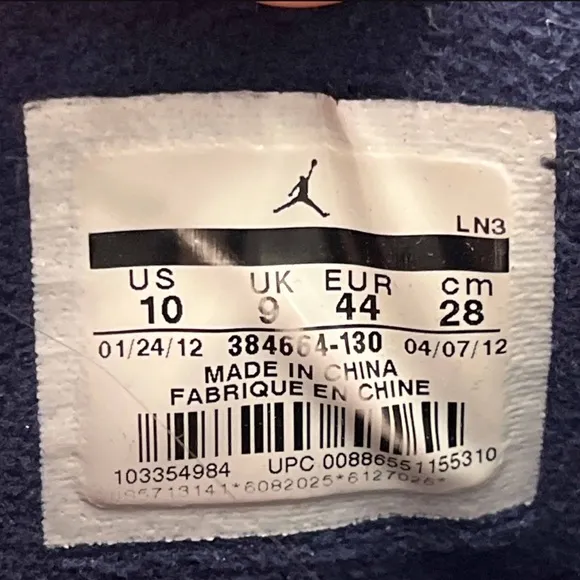 LN3
US UK EUR cm
10 9 44 28
01/24/12 384664-130 04/07/12
MADE IN CHINA
FABRIQUE EN CHINE
103354984 UPC 00886551155310